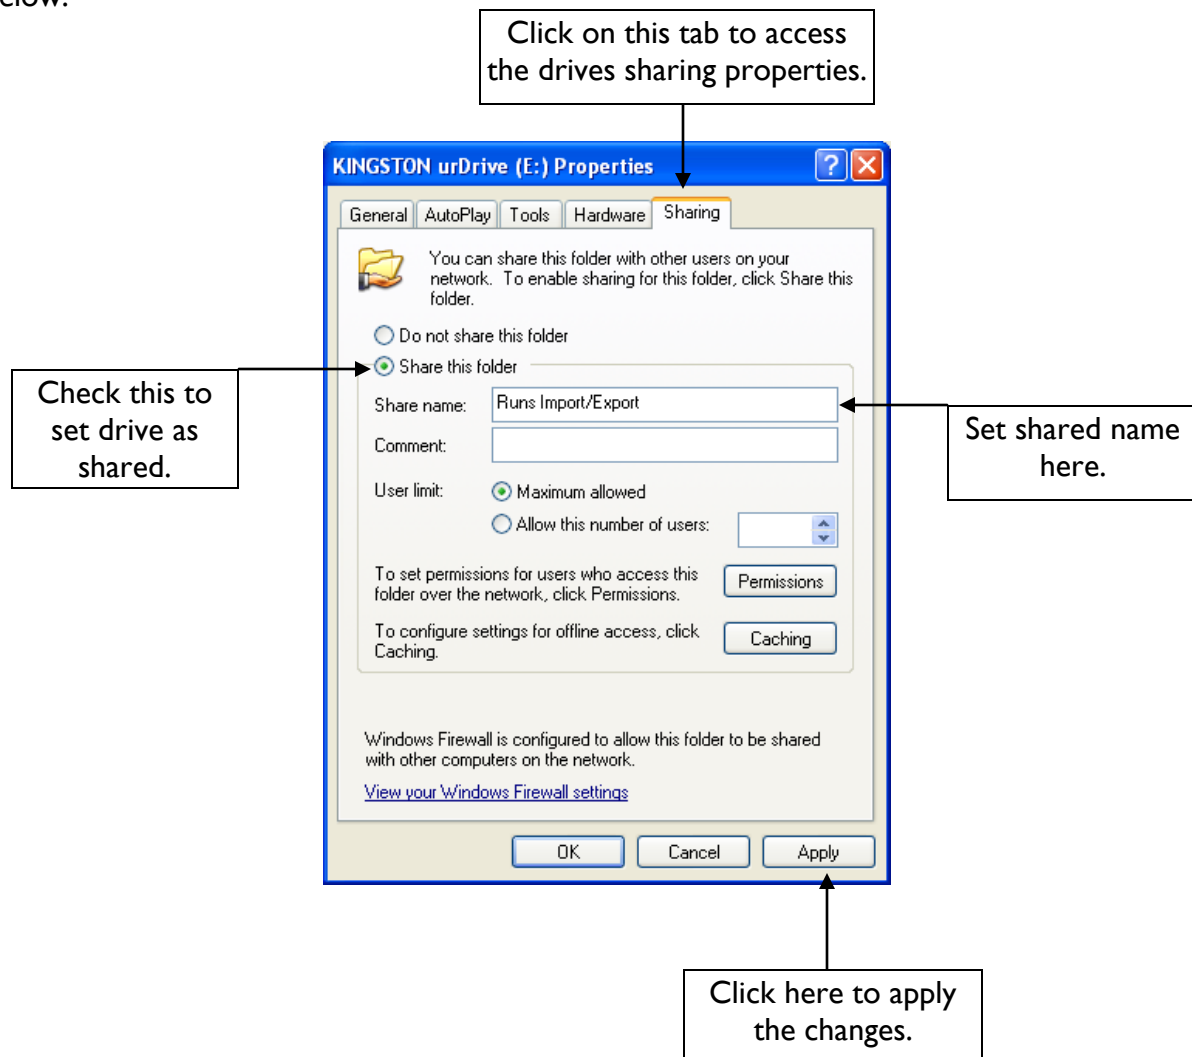 elow.
Click on this tab to access
the drives sharing properties.
KINGSTON urDrive (E:) Properties
?
General AutoPlay Tools Hardware Sharing
You can share this folder with other users on your
network. To enable sharing for this folder, click Share this
folder.
Do not share this folder
Share this folder
Check this to
set drive as
shared.
Share name: Runs Import/Export
Set shared name
here.
Comment:
User limit: Maximum allowed
Allow this number of users:
To set permissions for users who access this
folder over the network, click Permissions.
Permissions
To configure settings for offline access, click
Caching.
Caching
Windows Firewall is configured to allow this folder to be shared
with other computers on the network.
View your Windows Firewall settings
OK Cancel Apply
Click here to apply
the changes.